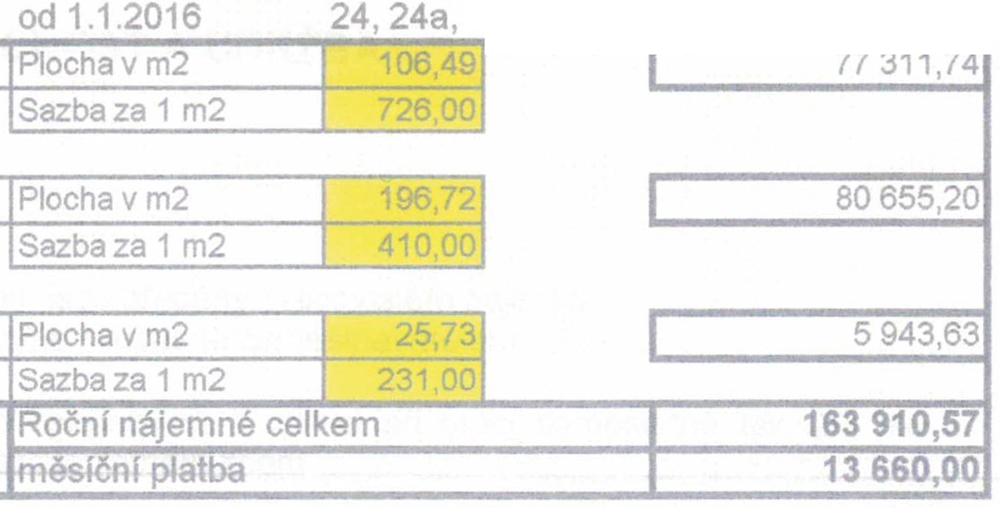 od 1.1.2016 24, 24a,
Plocha v m2 106,49 77 311,74
Sazba za 1 m2 726,00
Plocha v m2 196,72 80 655,20
Sazba za 1 m2 410,00
Plocha v m2 25,73 5 943,63
Sazba za 1 m2 231,00
Roční nájemné celkem 163 910,57
měsíční platba 13 660,00